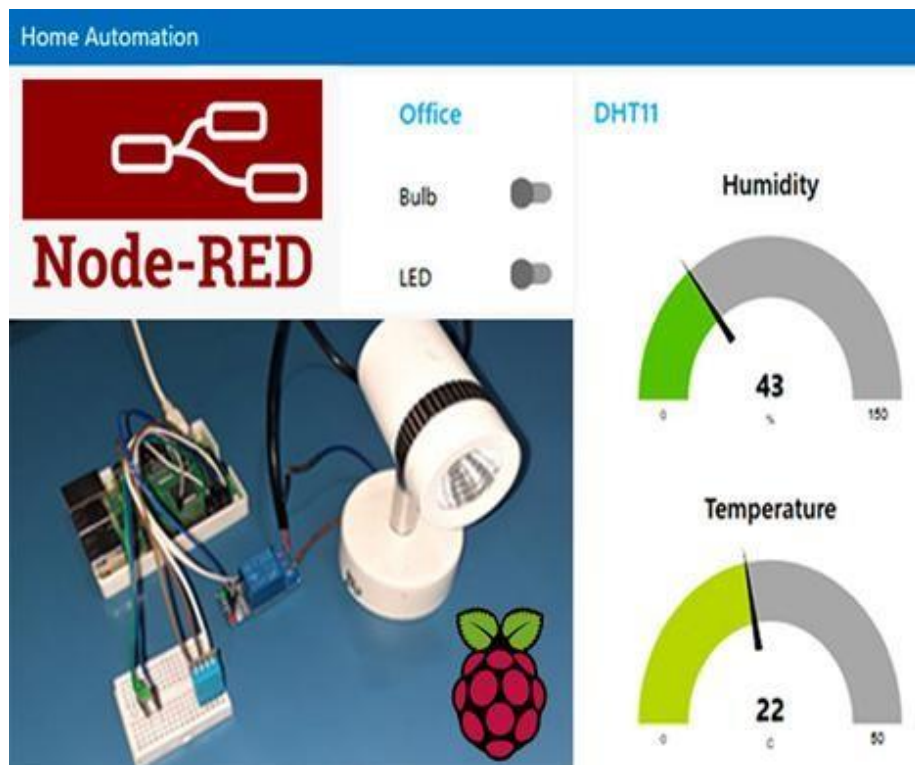 Home Automation
Node-RED
Office
Bulb
LED
DHT11
Humidity
43
%
0
150
Temperature
22
C
0
50